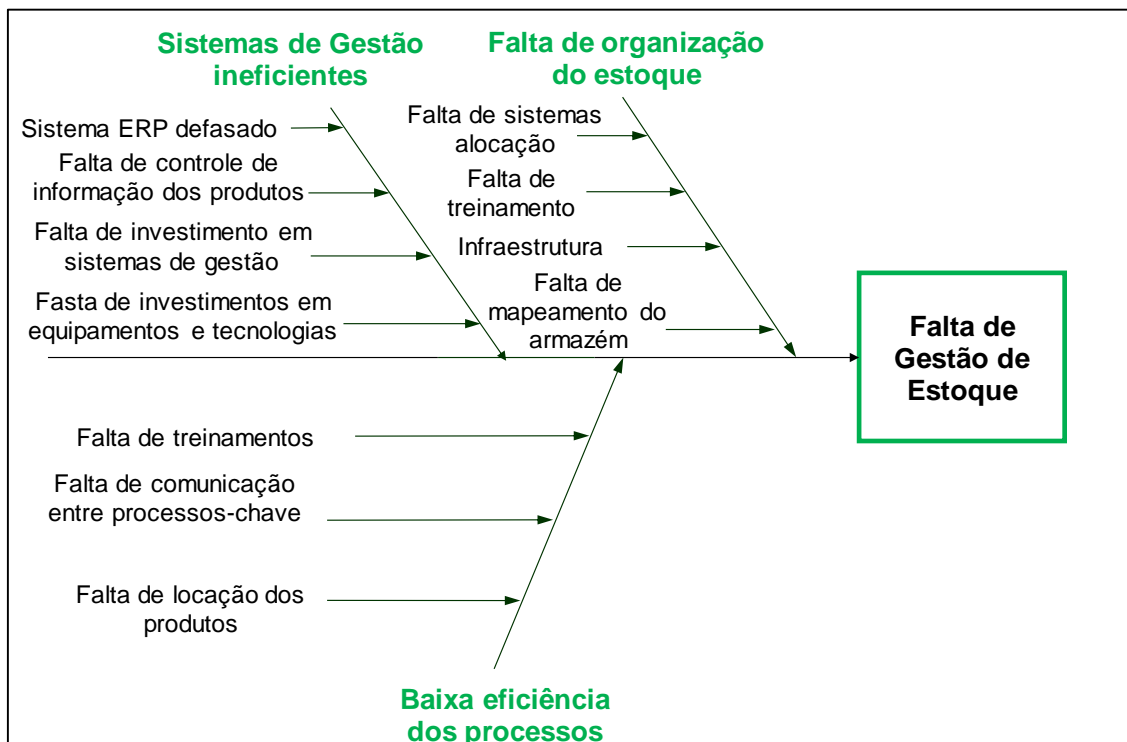 Sistemas de Gestão
ineficientes
Falta de organização
do estoque
Sistema ERP defasado
Falta de controle de
informação dos produtos
Falta de investimento em
sistemas de gestão
Fasta de investimentos em
equipamentos e tecnologias
Falta de sistemas
alocação
Falta de
treinamento
Infraestrutura
Falta de
mapeamento do
armazém
Falta de
Gestão de
Estoque
Falta de treinamentos
Falta de comunicação
entre processos-chave
Falta de locação dos
produtos
Baixa eficiência
dos processos